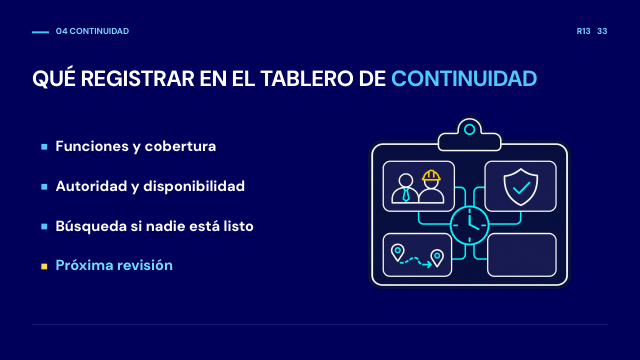 04 CONTINUIDAD
R13 33
QUÉ REGISTRAR EN EL TABLERO DE CONTINUIDAD
Funciones y cobertura
Autoridad y disponibilidad
Búsqueda si nadie está listo
Próxima revisión